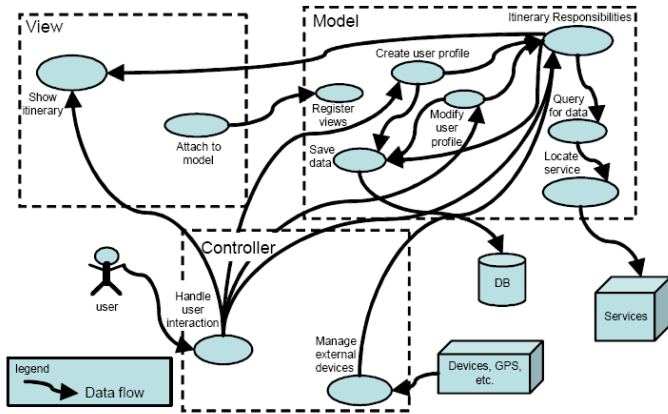 View
Model
Itinerary Responsibilities
Create user profile
Show
itinerary
Register
views
Modify
user
profile
Query
for data
Attach to
model
Save
data
Locate
service
Controller
user
Handle
user
interaction
DB
Services
Manage
external
devices
Devices, GPS,
etc.
legend
Data flow